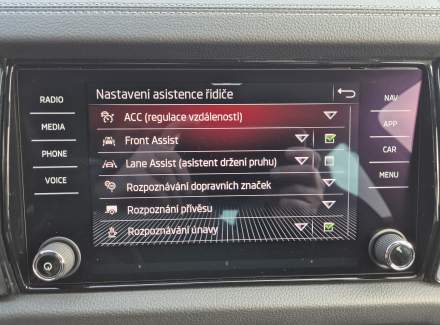 Nastavení asistence řidiče
RADIO
MEDIA
PHONE
VOICE
ACC (regulace vzdálenosti)
Front Assist
Lane Assist (asistent držení pruhu)
Rozpoznávání dopravních značek
Rozpoznání přívěsu
Rozpoznání únavy
NAV
APP
CAR
MENU